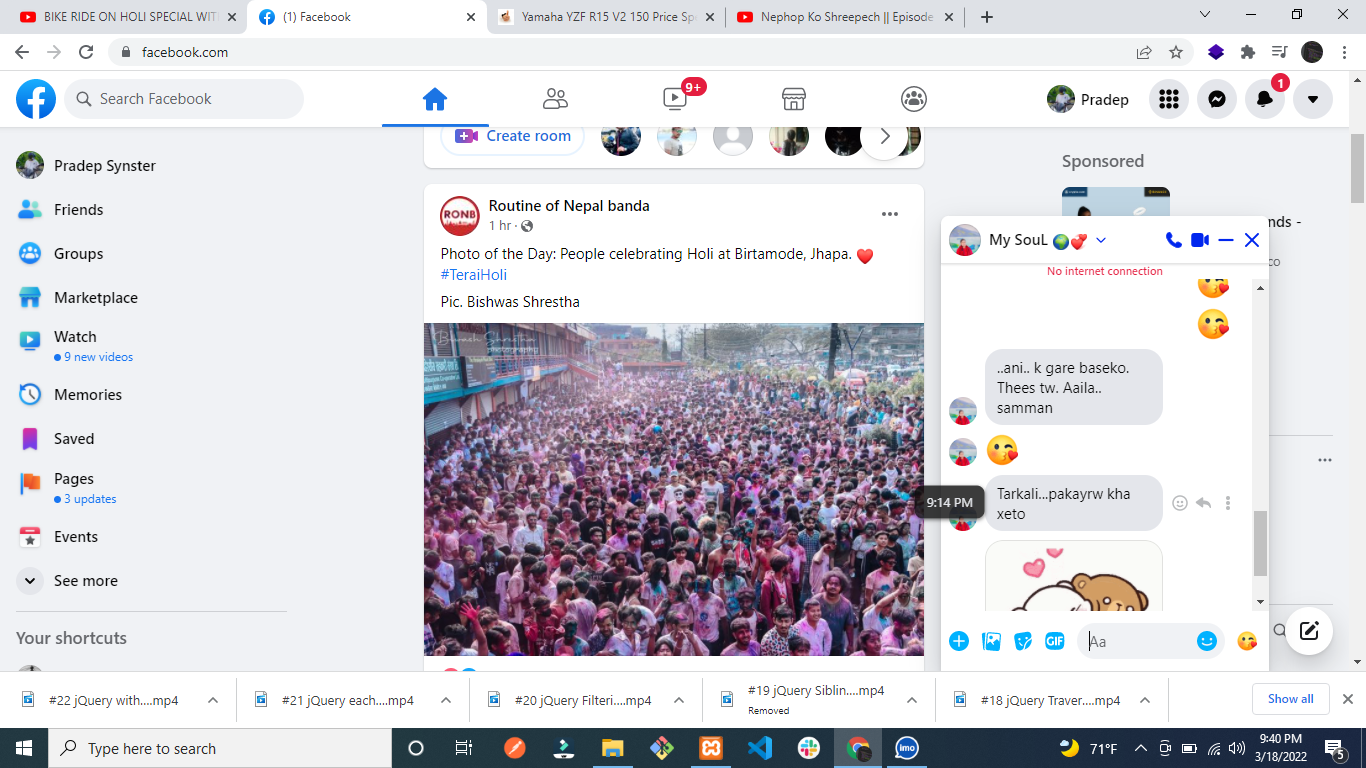 BIKE RIDE ON HOLI SPECIAL WIT
(1) Facebook
Yamaha YZF R15 V2 150 Price Sp
Nephop Ko Shreepech || Episode
facebook.com
Search Facebook
9+
Pradep
1
Pradep Synster
Friends
Groups
Marketplace
Watch
9 new videos
Memories
Saved
Pages
3 updates
Events
See more
Your shortcuts
Create room
RONB
Routine of Nepal banda
1 hr ·
Photo of the Day: People celebrating Holi at Birtamode, Jhapa. ❤️
#TeraiHoli
Pic. Bishwas Shrestha
photography
Sponsored
nds -
co
My SouL 🌍💞
No internet connection
😘
😘
..ani.. k gare baseko.
Thees tw. Aaila..
samman
😘
9:14 PM
Tarkali...pakayrw kha
xeto
GIF
Aa
😘
#22 jQuery with....mp4
#21 jQuery each....mp4
#20 jQuery Filteri....mp4
#19 jQuery Siblin....mp4
Removed
#18 jQuery Traver....mp4
Show all
Type here to search
imo
71°F
9:40 PM
3/18/2022
5